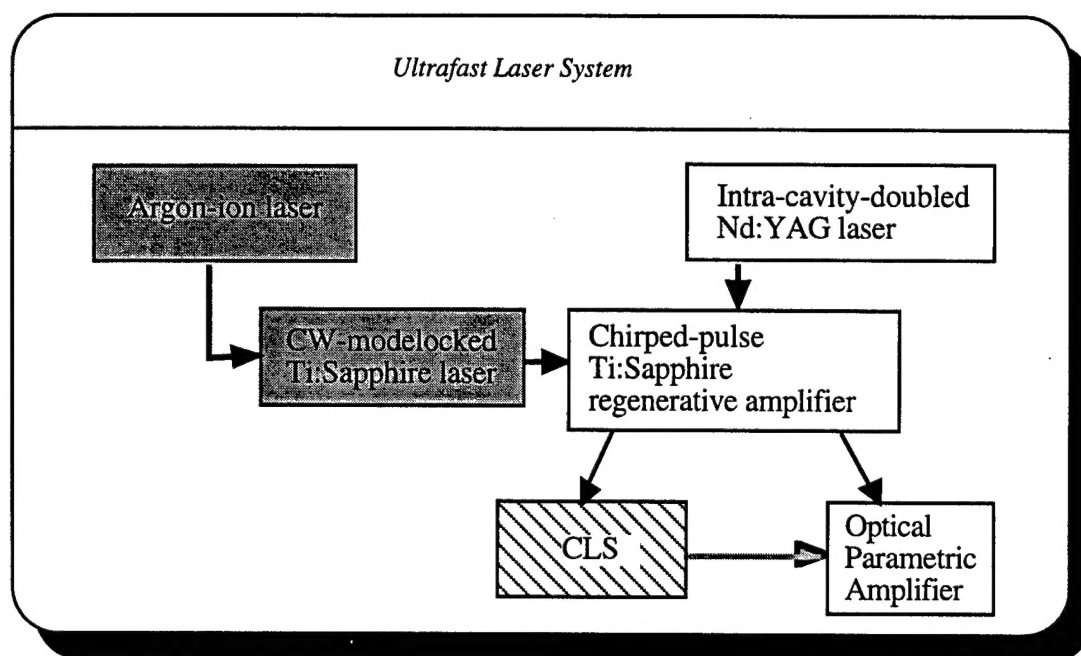 Ultrafast Laser System
Argon-ion laser
Intra-cavity-doubled
Nd:YAG laser
CW-modelocked
Ti:Sapphire laser
Chirped-pulse
Ti:Sapphire
regenerative amplifier
CLS
Optical
Parametric
Amplifier